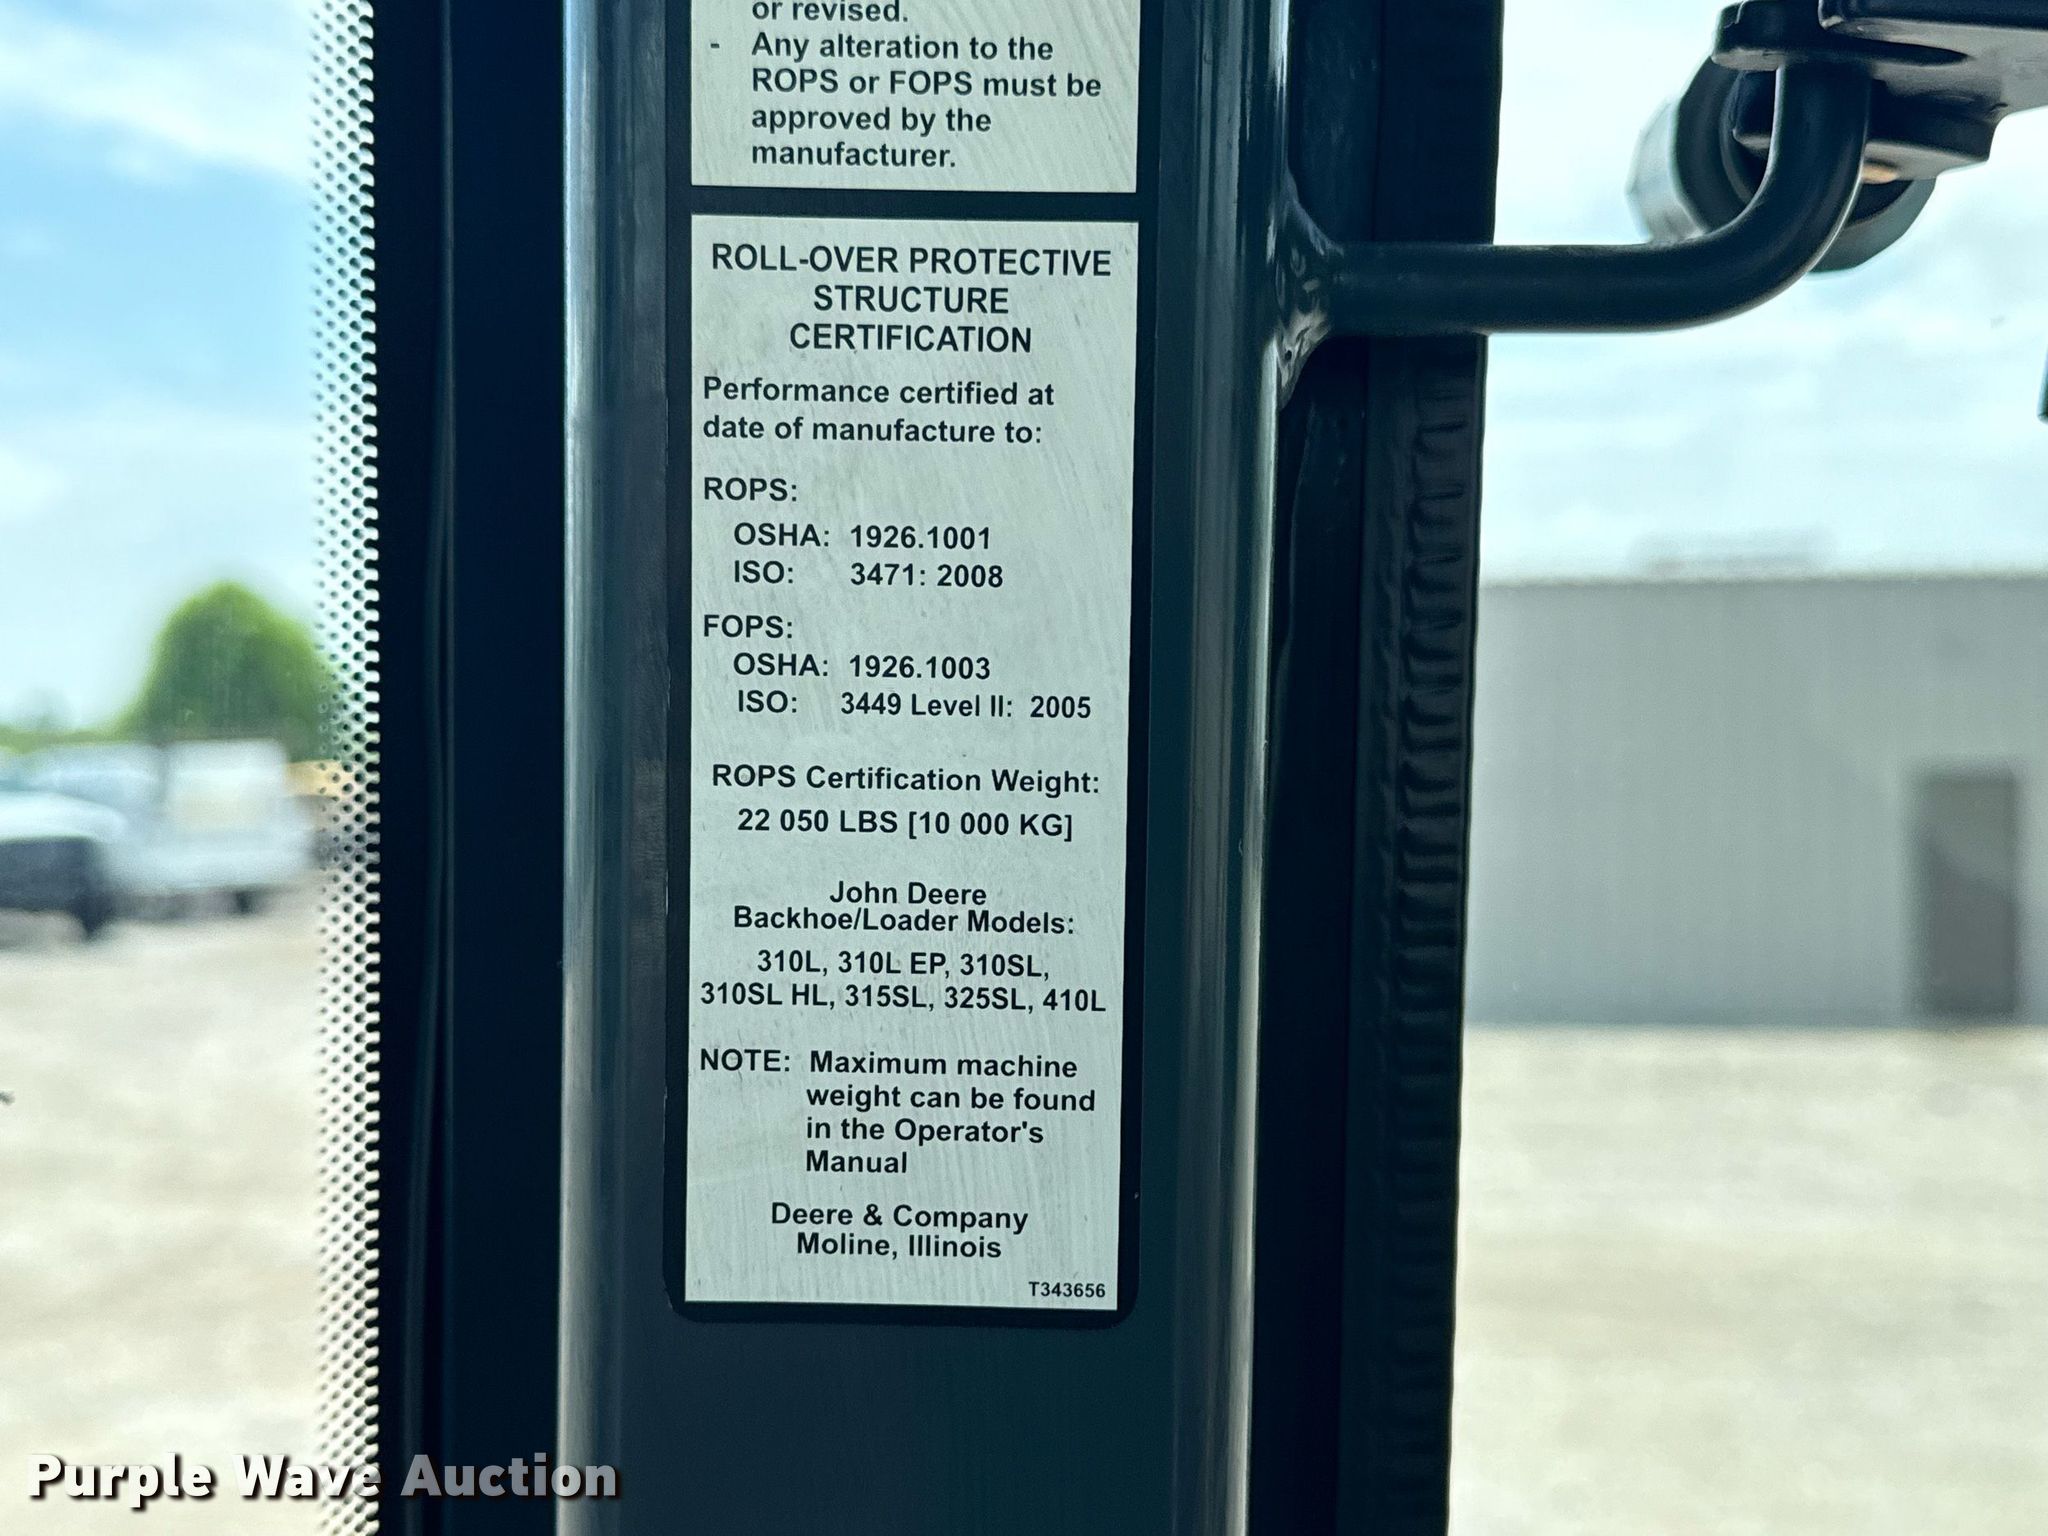 or revised.
- Any alteration to the
ROPS or FOPS must be
approved by the
manufacturer.
ROLL-OVER PROTECTIVE
STRUCTURE
CERTIFICATION
Performance certified at
date of manufacture to:
ROPS:
OSHA: 1926.1001
ISO: 3471: 2008
FOPS:
OSHA: 1926.1003
ISO: 3449 Level II: 2005
ROPS Certification Weight:
22 050 LBS [10 000 KG]
John Deere
Backhoe/Loader Models:
310L, 310L EP, 310SL,
310SL HL, 315SL, 325SL, 410L
NOTE: Maximum machine
weight can be found
in the Operator's
Manual
Deere & Company
Moline, Illinois
T343656
Purple Wave Auction